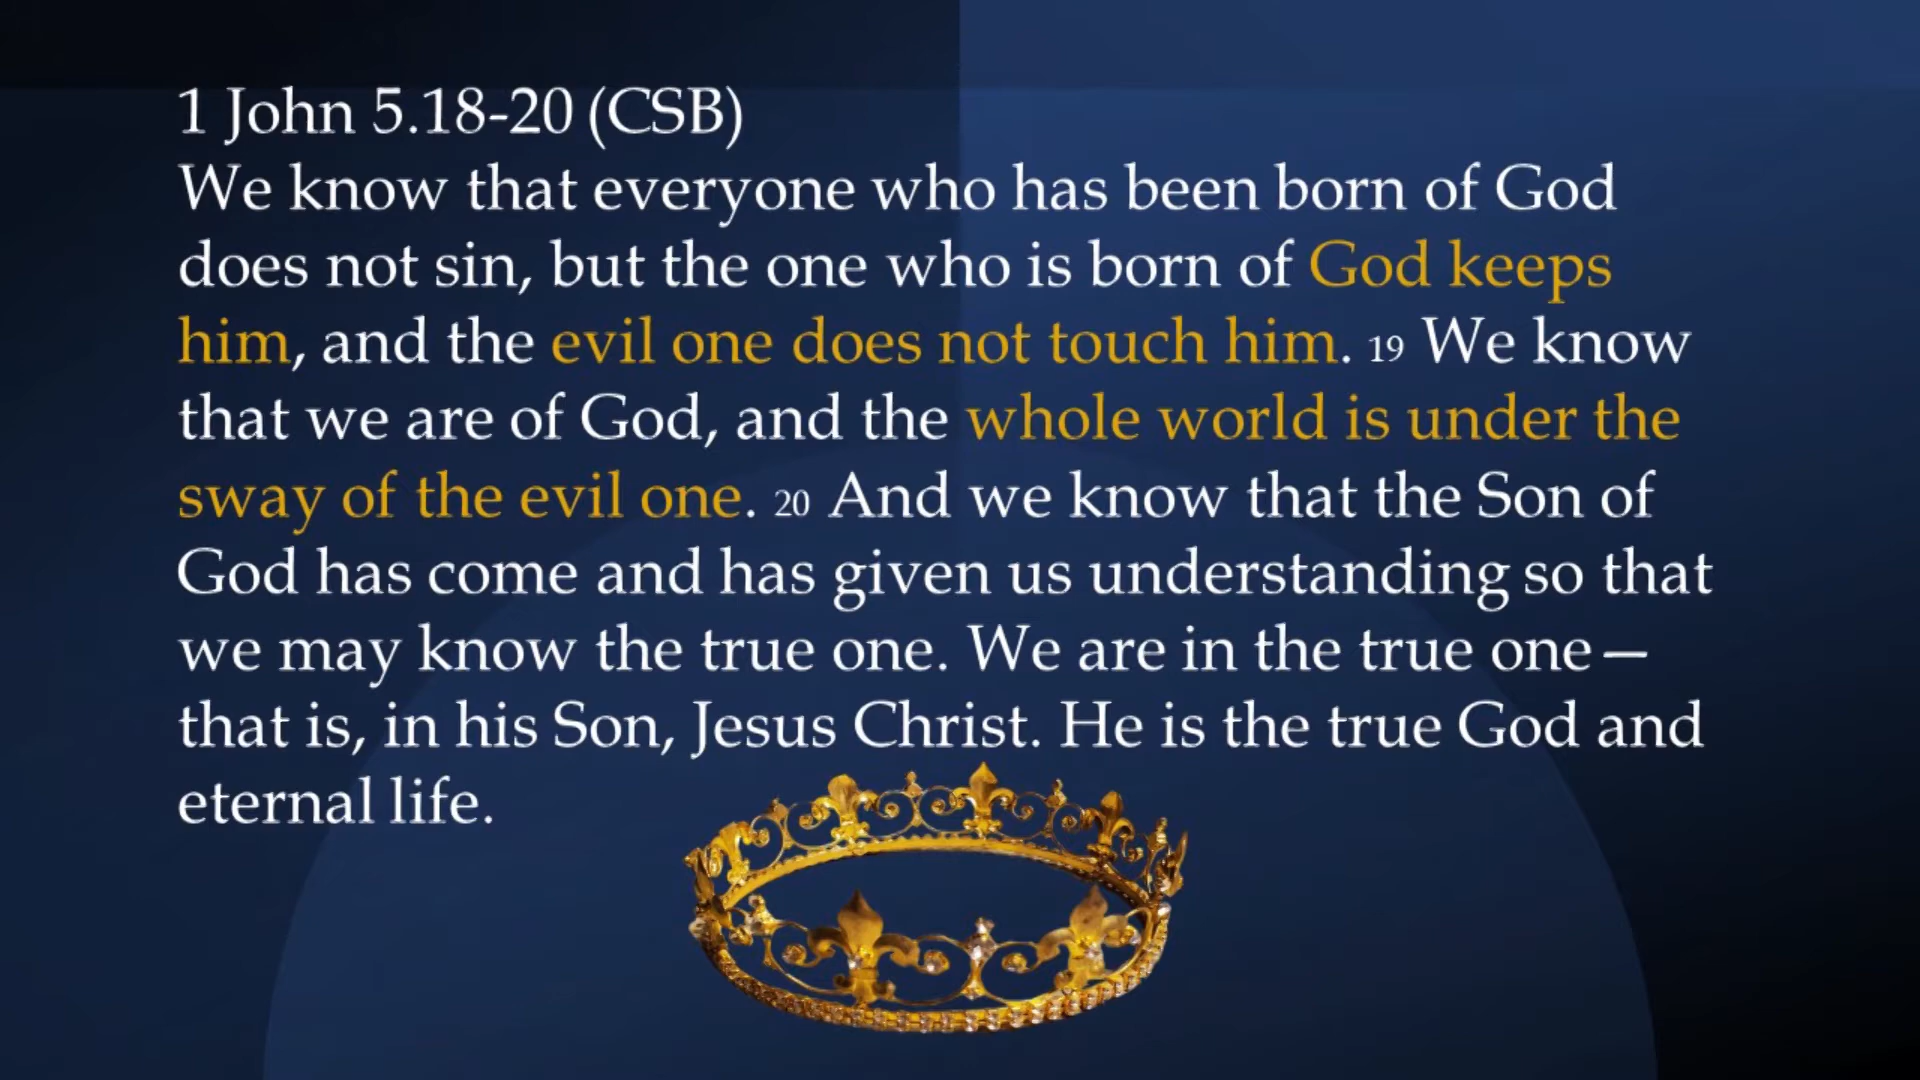 1 John 5.18-20 (CSB)
We know that everyone who has been born of God
does not sin, but the one who is born of God keeps
him, and the evil one does not touch him. 19 We know
that we are of God, and the whole world is under the
sway of the evil one. 20 And we know that the Son of
God has come and has given us understanding so that
we may know the true one. We are in the true one—
that is, in his Son, Jesus Christ. He is the true God and
eternal life.